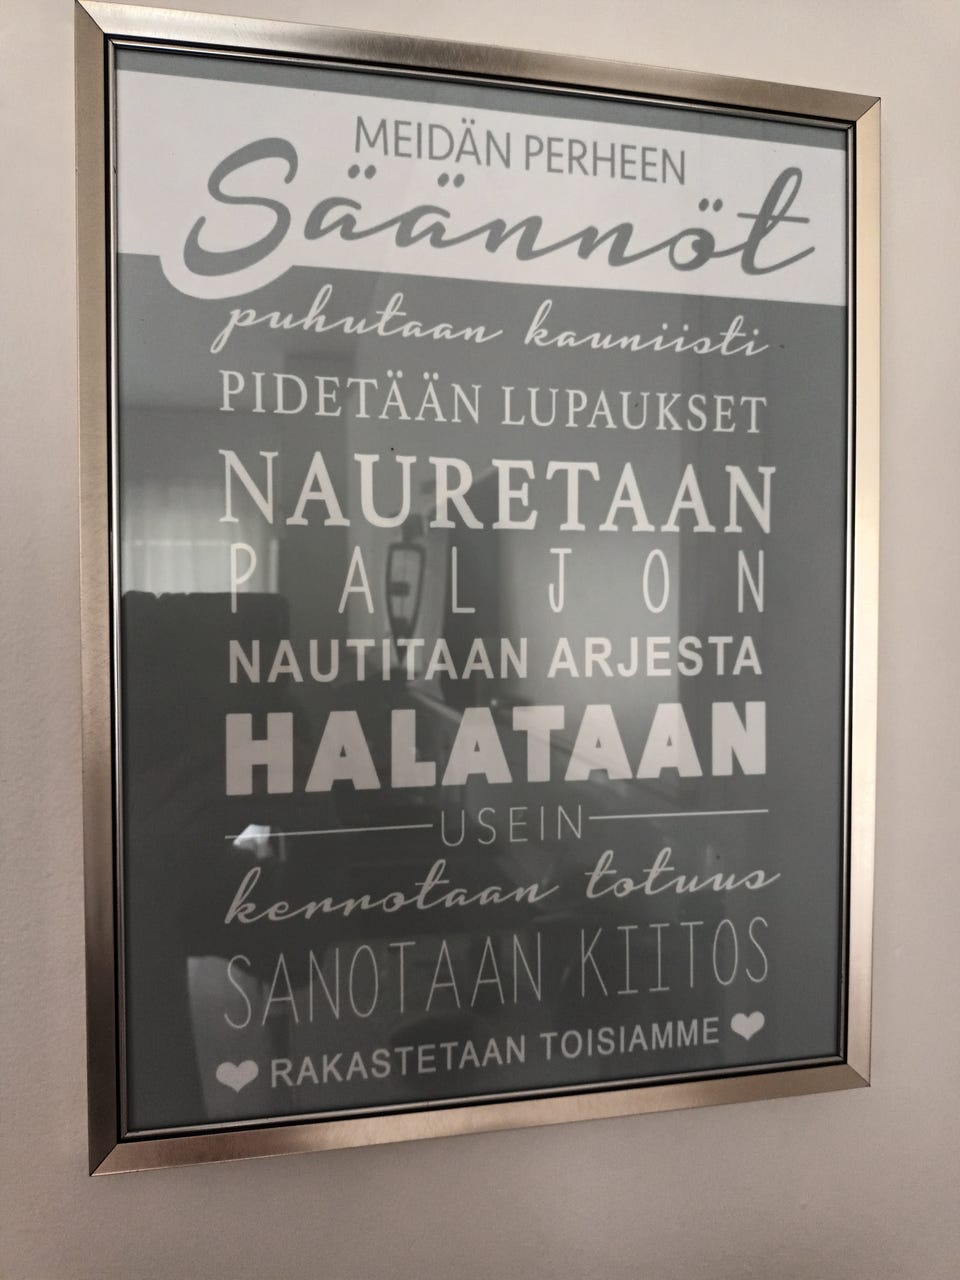 MEIDÄN PERHEEN
Säännöt
puhutaan kauniisti
PIDETÄÄN LUPAUKSET
NAURETAAN
PALJON
NAUTITAAN ARJESTA
HALATAAN
USEIN
kerrotaan totuus
SANOTAAN KIITOS
RAKASTETAAN TOISIAMME